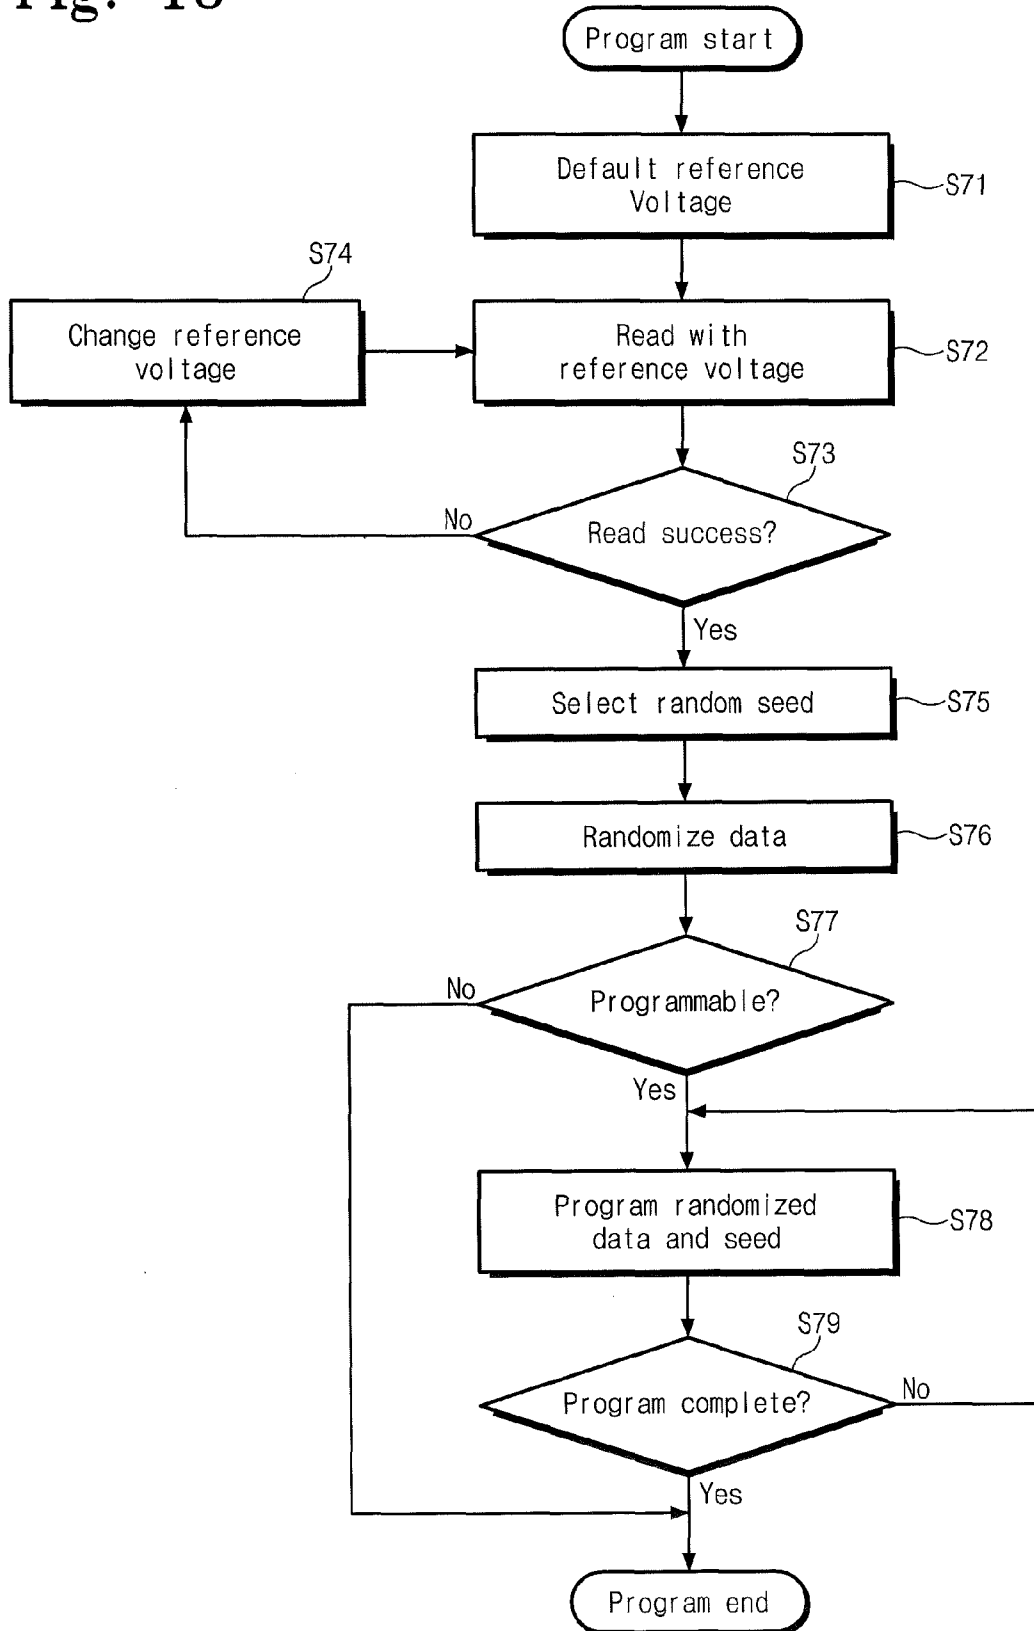 Program start
Default reference
Voltage
S71
S74
Change reference
voltage
Read with
reference voltage
S72
S73
Read success?
No
Yes
Select random seed
S75
Randomize data
S76
S77
Programmable?
No
Yes
Program randomized
data and seed
S78
S79
Program complete?
No
Yes
Program end